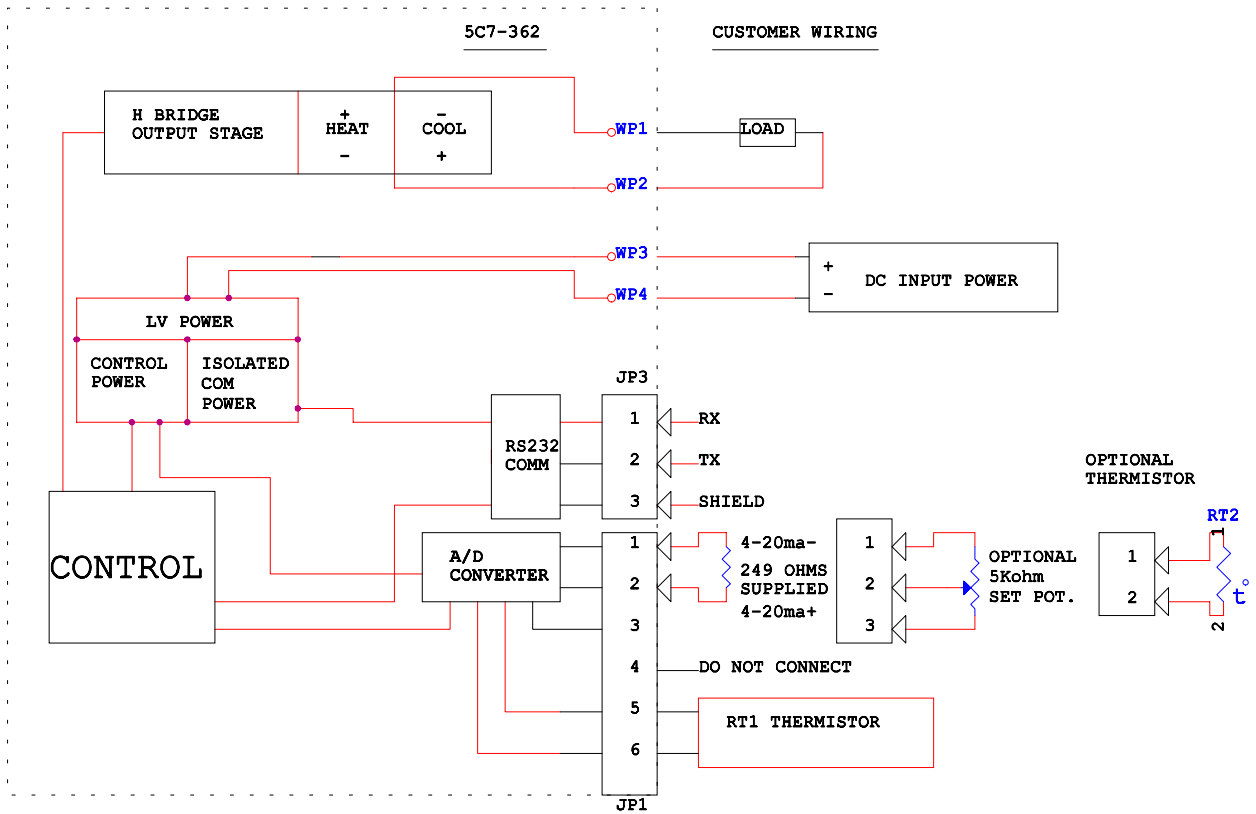 5C7-362
CUSTOMER WIRING
H BRIDGE
OUTPUT STAGE
+
HEAT
-
-
COOL
+
WP1
LOAD
WP2
WP3
WP4
+
-
DC INPUT POWER
LV POWER
CONTROL
POWER
ISOLATED
COM
POWER
JP3
RS232
COMM
1
2
3
RX
TX
SHIELD
CONTROL
A/D
CONVERTER
1
2
3
4
5
6
4-20ma-
249 OHMS
SUPPLIED
4-20ma+
DO NOT CONNECT
RT1 THERMISTOR
JP1
1
2
3
OPTIONAL
5Kohm
SET POT.
OPTIONAL
THERMISTOR
1
2
RT2
1
t°
2